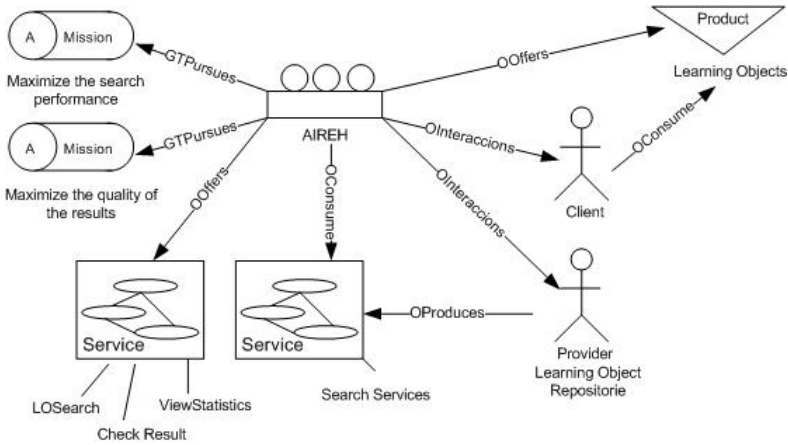 A Mission
Maximize the search
performance
GTPursues
A Mission
Maximize the quality of
the results
GTPursues
AIREH
OOffers
Product
Learning Objects
OInteraccions
Client
OConsume
OInteraccions
OOffers
OConsume
Service
LOSearch
Check Result
ViewStatistics
Service
Search Services
OProduces
Provider
Learning Object
Repositorie